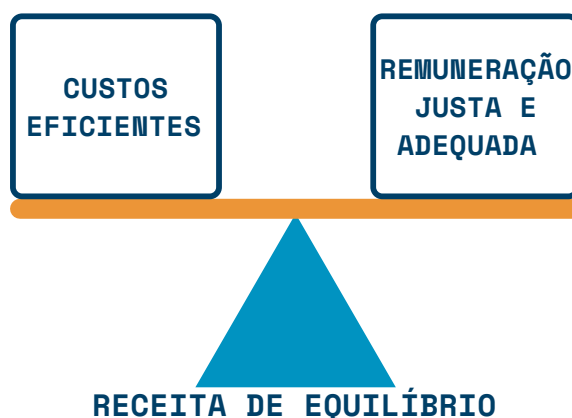 CUSTOS
EFICIENTES
REMUNERAÇÃO
JUSTA E
ADEQUADA
RECEITA DE EQUILÍBRIO